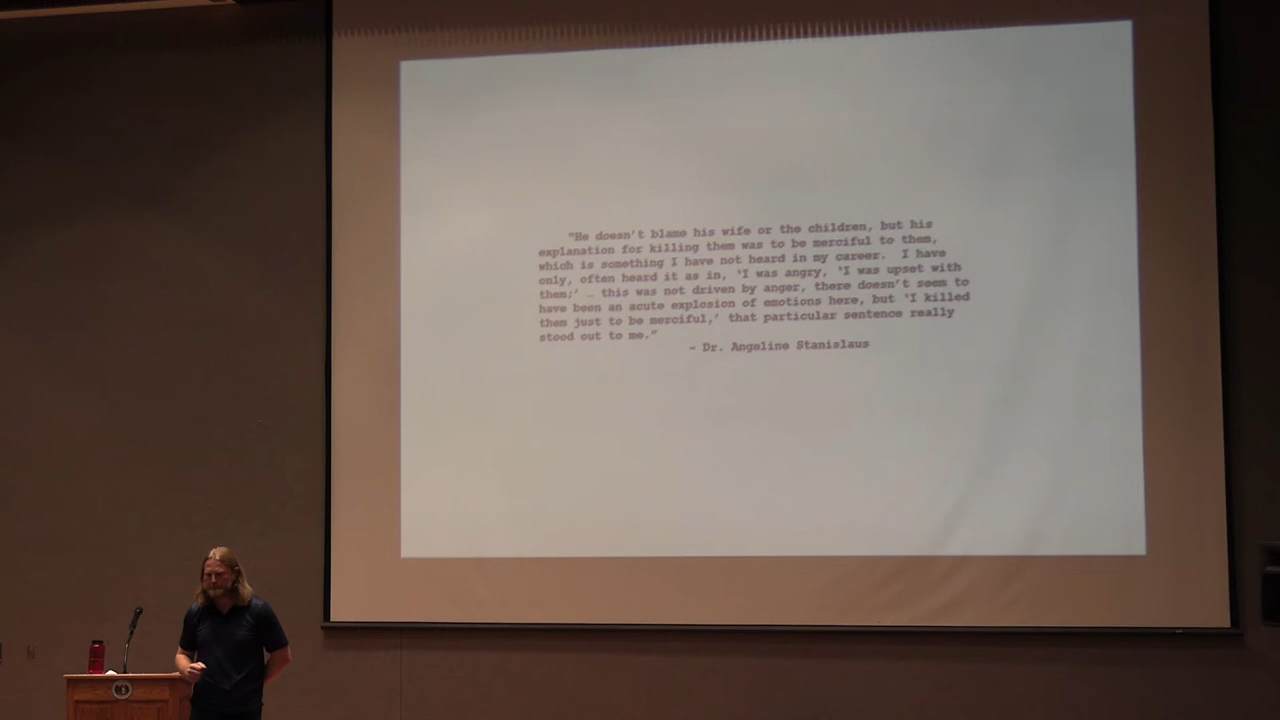 "He doesn't blame his wife or the children, but his
explanation for killing them was to be merciful to them,
which is something I have not heard in my career.  I have
only, often heard it as in, 'I was angry, 'I was upset with
them;' … this was not driven by anger, there doesn't seem to
have been an acute explosion of emotions here, but 'I killed
them just to be merciful,' that particular sentence really
stood out to me."
- Dr. Angeline Stanislaus